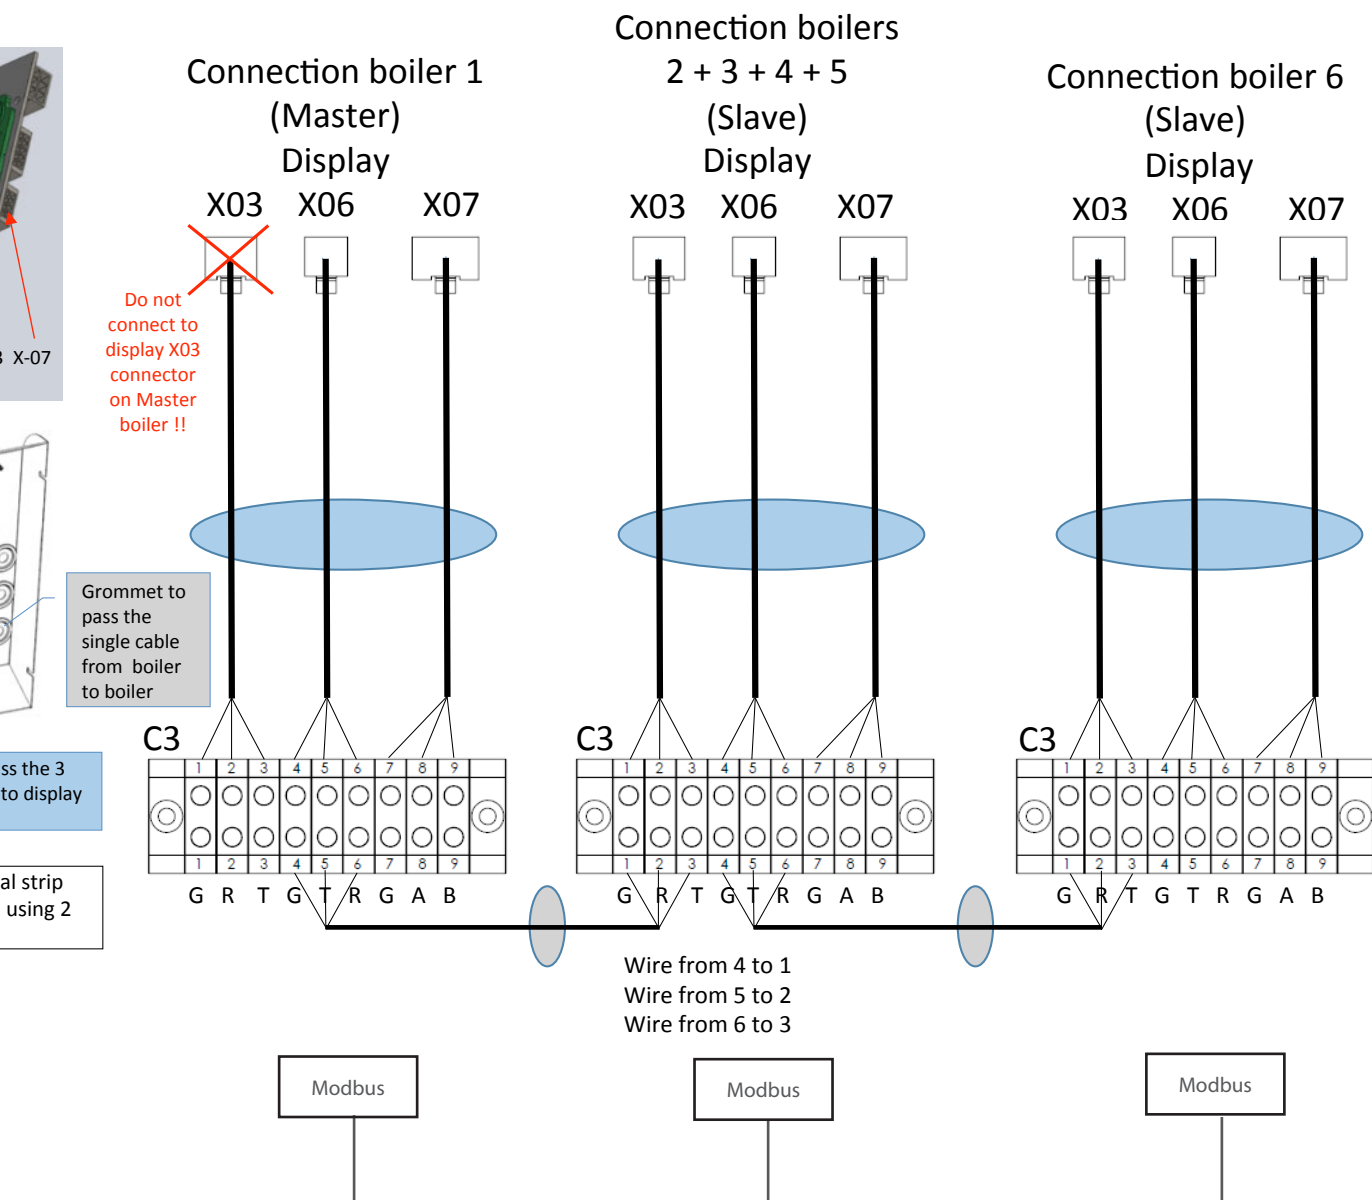 Connection boilers
2 + 3 + 4 + 5
(Slave)
Display
Connection boiler 1
(Master)
Display
Connection boiler 6
(Slave)
Display
X03 X06 X07
X03 X06 X07
X03 X06 X07
X-07
Do not
connect to
display X03
connector
on Master
boiler !!
Grommet to
pass the
single cable
from boiler
to boiler
the 3
to display
strip
using 2
C3
1 2 3 4 5 6 7 8 9
1 2 3 4 5 6 7 8 9
G R T G T R G A B
C3
1 2 3 4 5 6 7 8 9
1 2 3 4 5 6 7 8 9
G R T G T R G A B
C3
1 2 3 4 5 6 7 8 9
1 2 3 4 5 6 7 8 9
G R T G T R G A B
Wire from 4 to 1
Wire from 5 to 2
Wire from 6 to 3
Modbus
Modbus
Modbus